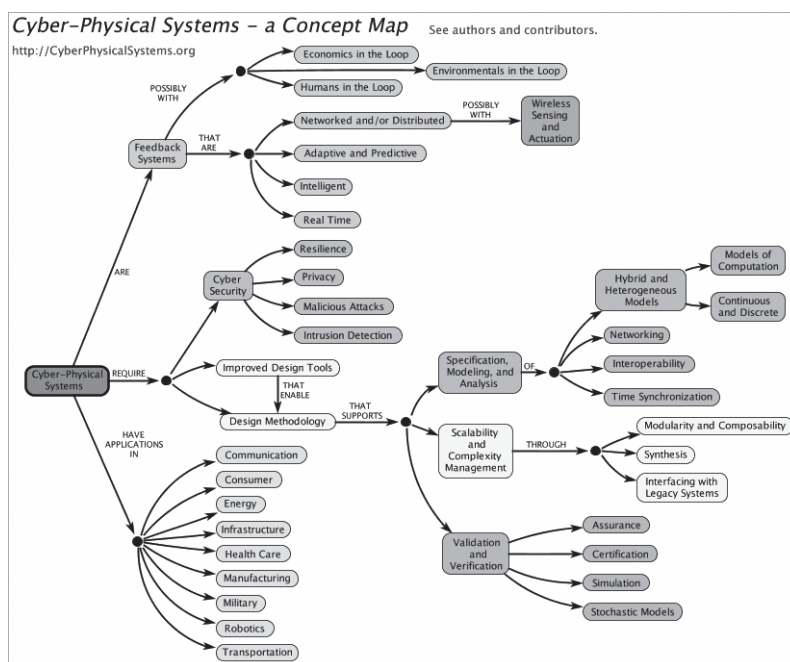 Cyber-Physical Systems – a Concept Map
See authors and contributors.
http://CyberPhysicalSystems.org
Economics in the Loop
Environmentals in the Loop
Humans in the Loop
POSSIBLY
WITH
Feedback
Systems
THAT
ARE
Networked and/or Distributed
POSSIBLY
WITH
Wireless
Sensing
and
Actuation
Adaptive and Predictive
Intelligent
Real Time
ARE
Cyber-Physical
Systems
REQUIRE
Cyber
Security
Resilience
Privacy
Malicious Attacks
Intrusion Detection
Improved Design Tools
THAT
ENABLE
Design Methodology
THAT
SUPPORTS
Specification,
Modeling, and
Analysis
OF
Hybrid and
Heterogeneous
Models
Models of
Computation
Continuous
and Discrete
Networking
Interoperability
Time Synchronization
Scalability
and
Complexity
Management
THROUGH
Modularity and Composability
Synthesis
Interfacing with
Legacy Systems
Validation
and
Verification
Assurance
Certification
Simulation
Stochastic Models
HAVE
APPLICATIONS
IN
Communication
Consumer
Energy
Infrastructure
Health Care
Manufacturing
Military
Robotics
Transportation